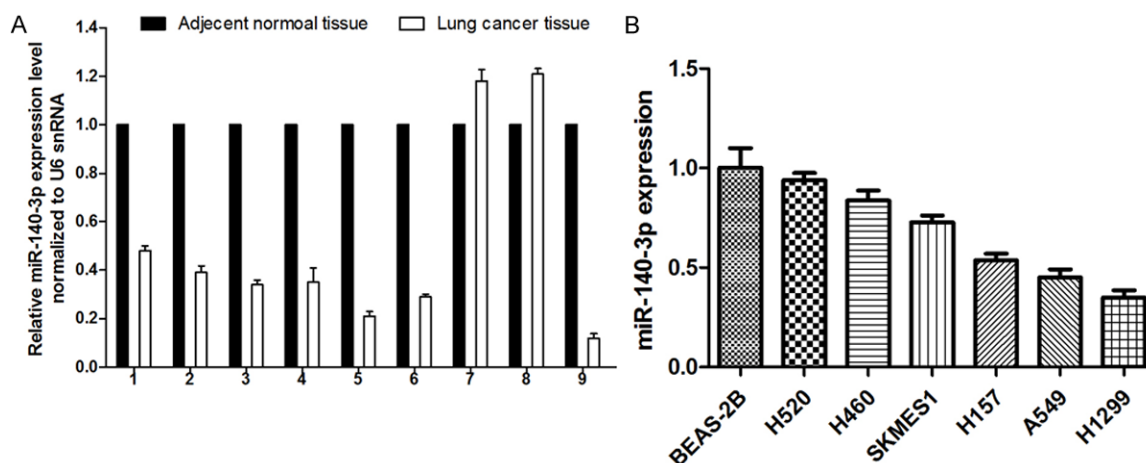 A
Adjecent normoal tissue
Lung cancer tissue
Relative miR-140-3p expression level
normalized to U6 snRNA
1.4
1.2
1.0
0.8
0.6
0.4
0.2
0.0
1 2 3 4 5 6 7 8 9
B
miR-140-3p expression
1.5
1.0
0.5
0.0
BEAS-2B
H520
H460
SKMES1
H157
A549
H1299